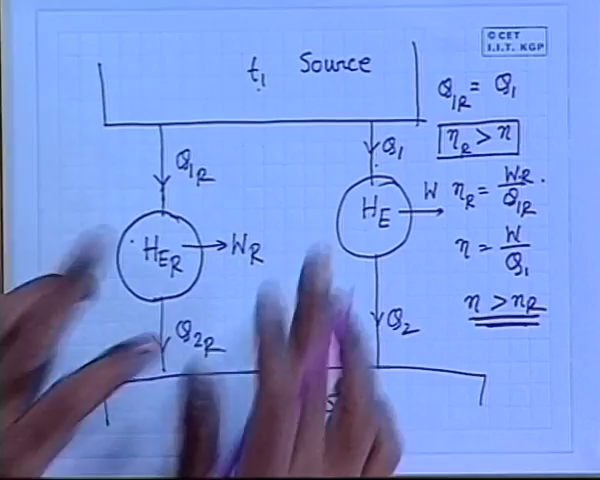 © CET
I.I.T. KGP
t₁ Source
Q₁R = Q₁
ηR > η
Q₁R
Q₁
HE
W
ηR = WR / Q₁R
HER
WR
η = W / Q₁
η > ηR
Q₂R
Q₂